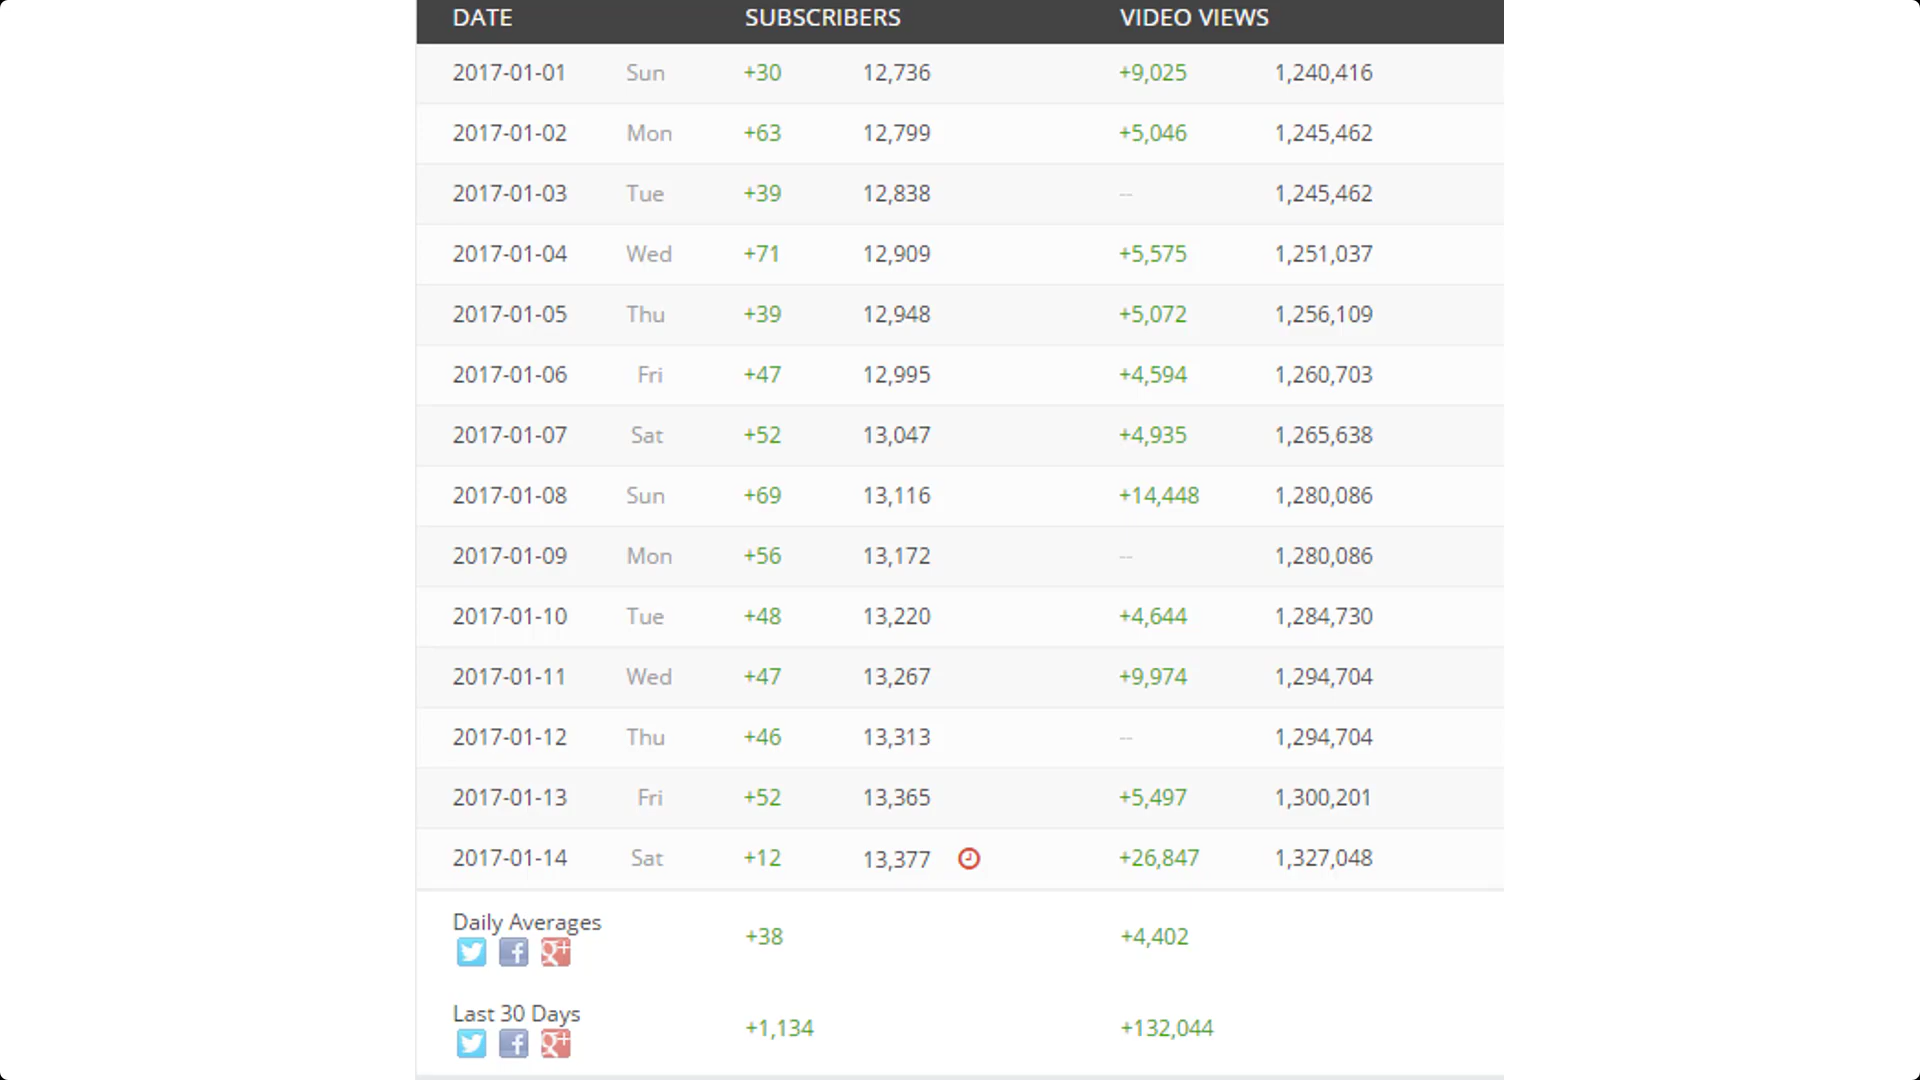 DATE SUBSCRIBERS VIDEO VIEWS
2017-01-01 Sun +30 12,736 +9,025 1,240,416
2017-01-02 Mon +63 12,799 +5,046 1,245,462
2017-01-03 Tue +39 12,838 -- 1,245,462
2017-01-04 Wed +71 12,909 +5,575 1,251,037
2017-01-05 Thu +39 12,948 +5,072 1,256,109
2017-01-06 Fri +47 12,995 +4,594 1,260,703
2017-01-07 Sat +52 13,047 +4,935 1,265,638
2017-01-08 Sun +69 13,116 +14,448 1,280,086
2017-01-09 Mon +56 13,172 -- 1,280,086
2017-01-10 Tue +48 13,220 +4,644 1,284,730
2017-01-11 Wed +47 13,267 +9,974 1,294,704
2017-01-12 Thu +46 13,313 -- 1,294,704
2017-01-13 Fri +52 13,365 +5,497 1,300,201
2017-01-14 Sat +12 13,377 +26,847 1,327,048
Daily Averages +38 +4,402
Last 30 Days +1,134 +132,044